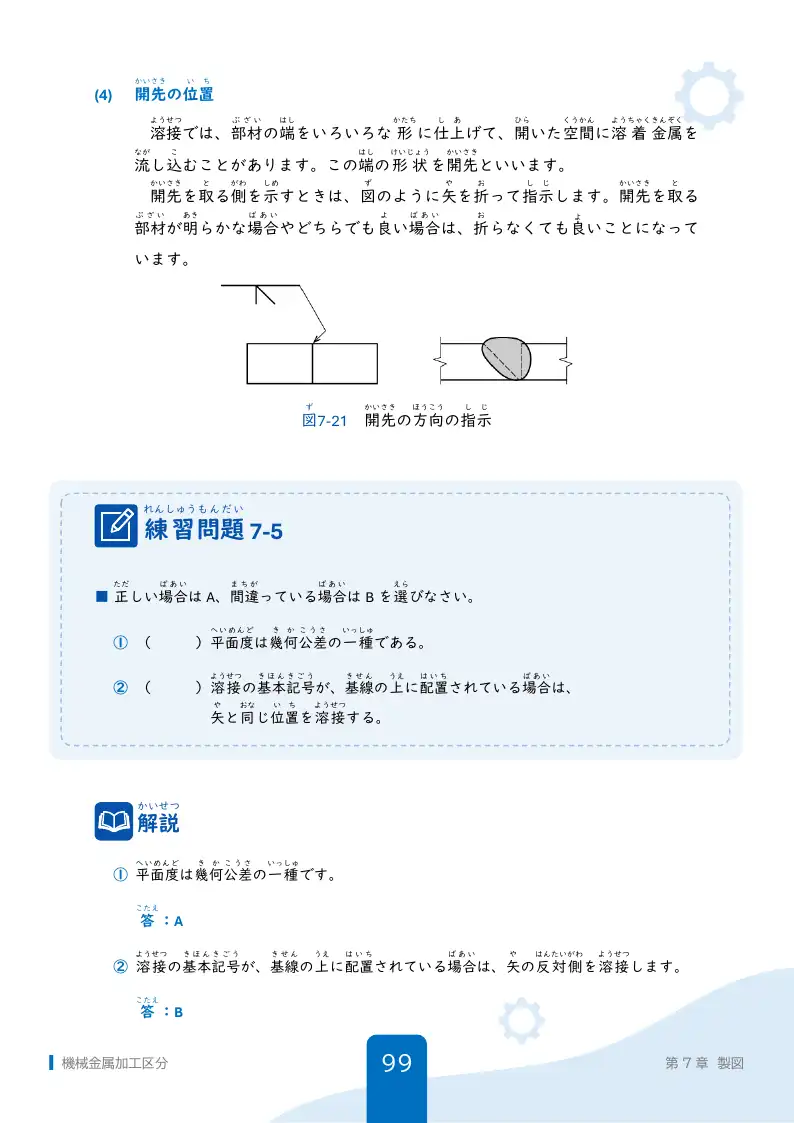 (4) 開先の位置
溶接では、部材の端をいろいろな形に仕上げて、開いた空間に溶着金属を
流し込むことがあります。この端の形状を開先といいます。
開先を取る側を示すときは、図のように矢を折って指示します。開先を取る
部材が明らかな場合やどちらでも良い場合は、折らなくても良いことになって
います。
図7-21 開先の方向の指示
練習問題 7-5
■ 正しい場合は A、間違っている場合は B を選びなさい。
① （　　　）平面度は幾何公差の一種である。
② （　　　）溶接の基本記号が、基線の上に配置されている場合は、
矢と同じ位置を溶接する。
解説
① 平面度は幾何公差の一種です。
答：A
② 溶接の基本記号が、基線の上に配置されている場合は、矢の反対側を溶接します。
答：B
機械金属加工区分
99
第 7 章 製図